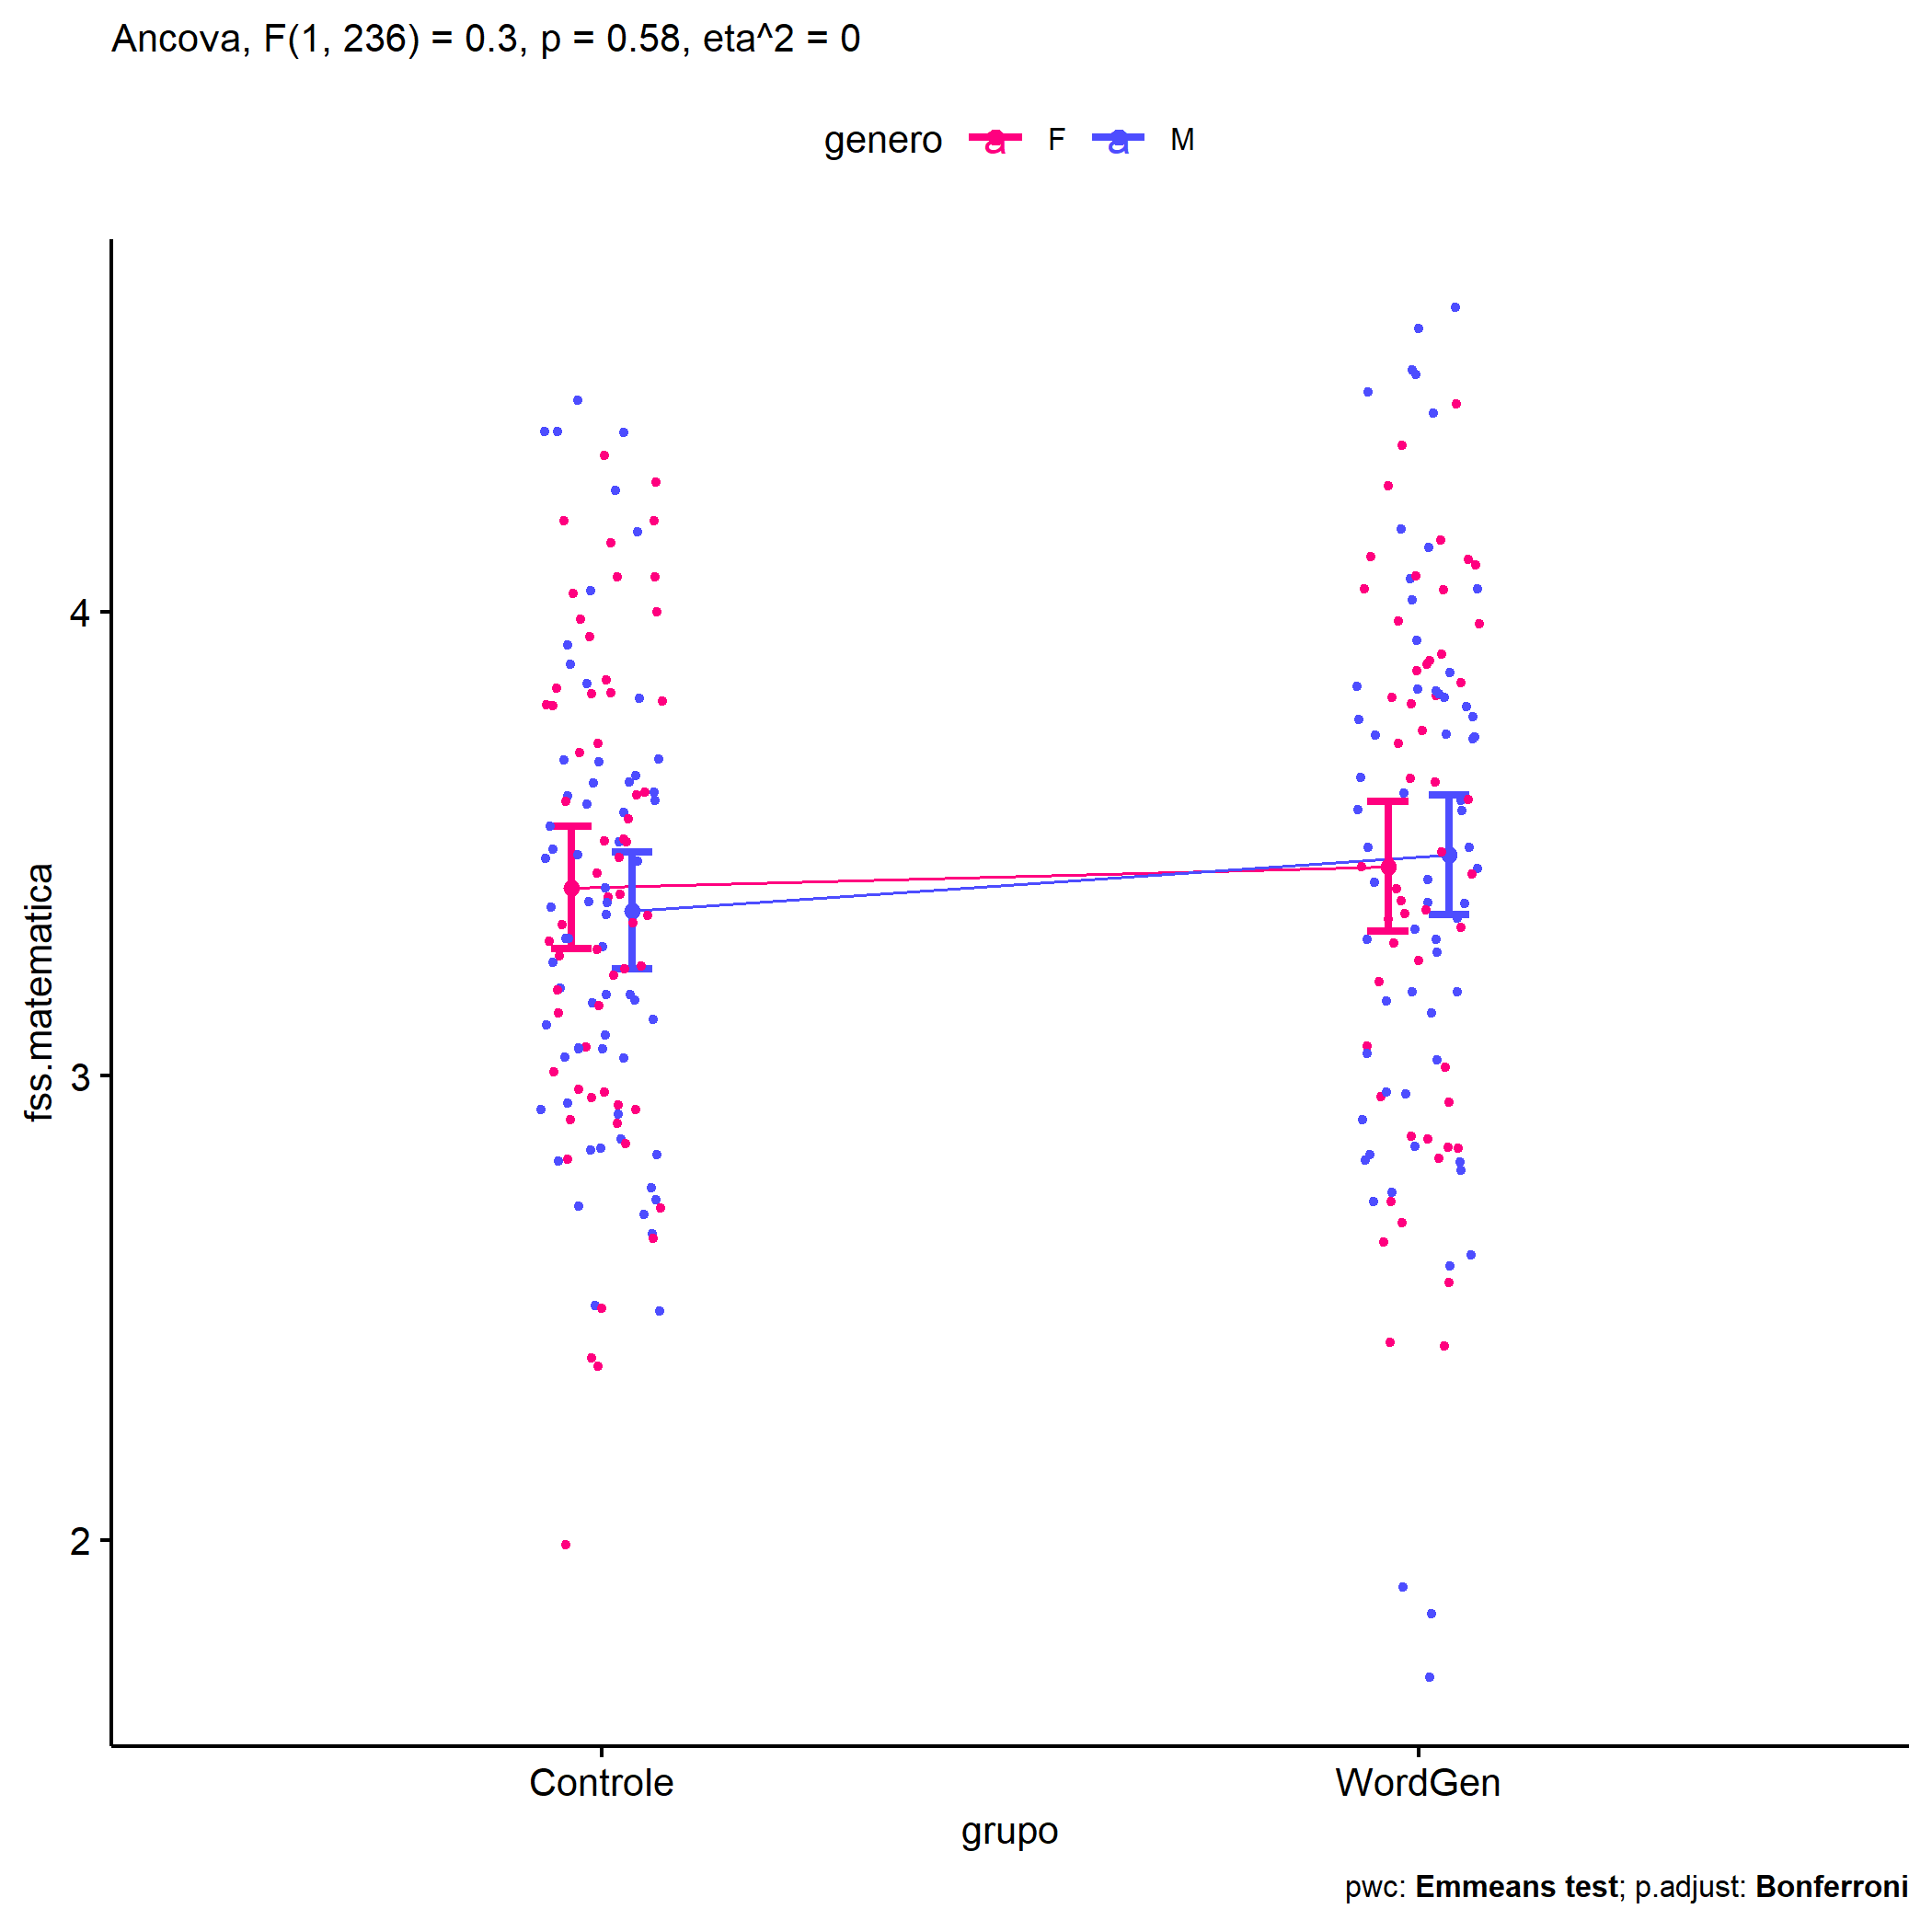 Ancova, F(1, 236) = 0.3, p = 0.58, eta^2 = 0
genero a F a M
fss.matematica
4
3
2
Controle WordGen
grupo
pwc: Emmeans test; p.adjust: Bonferroni